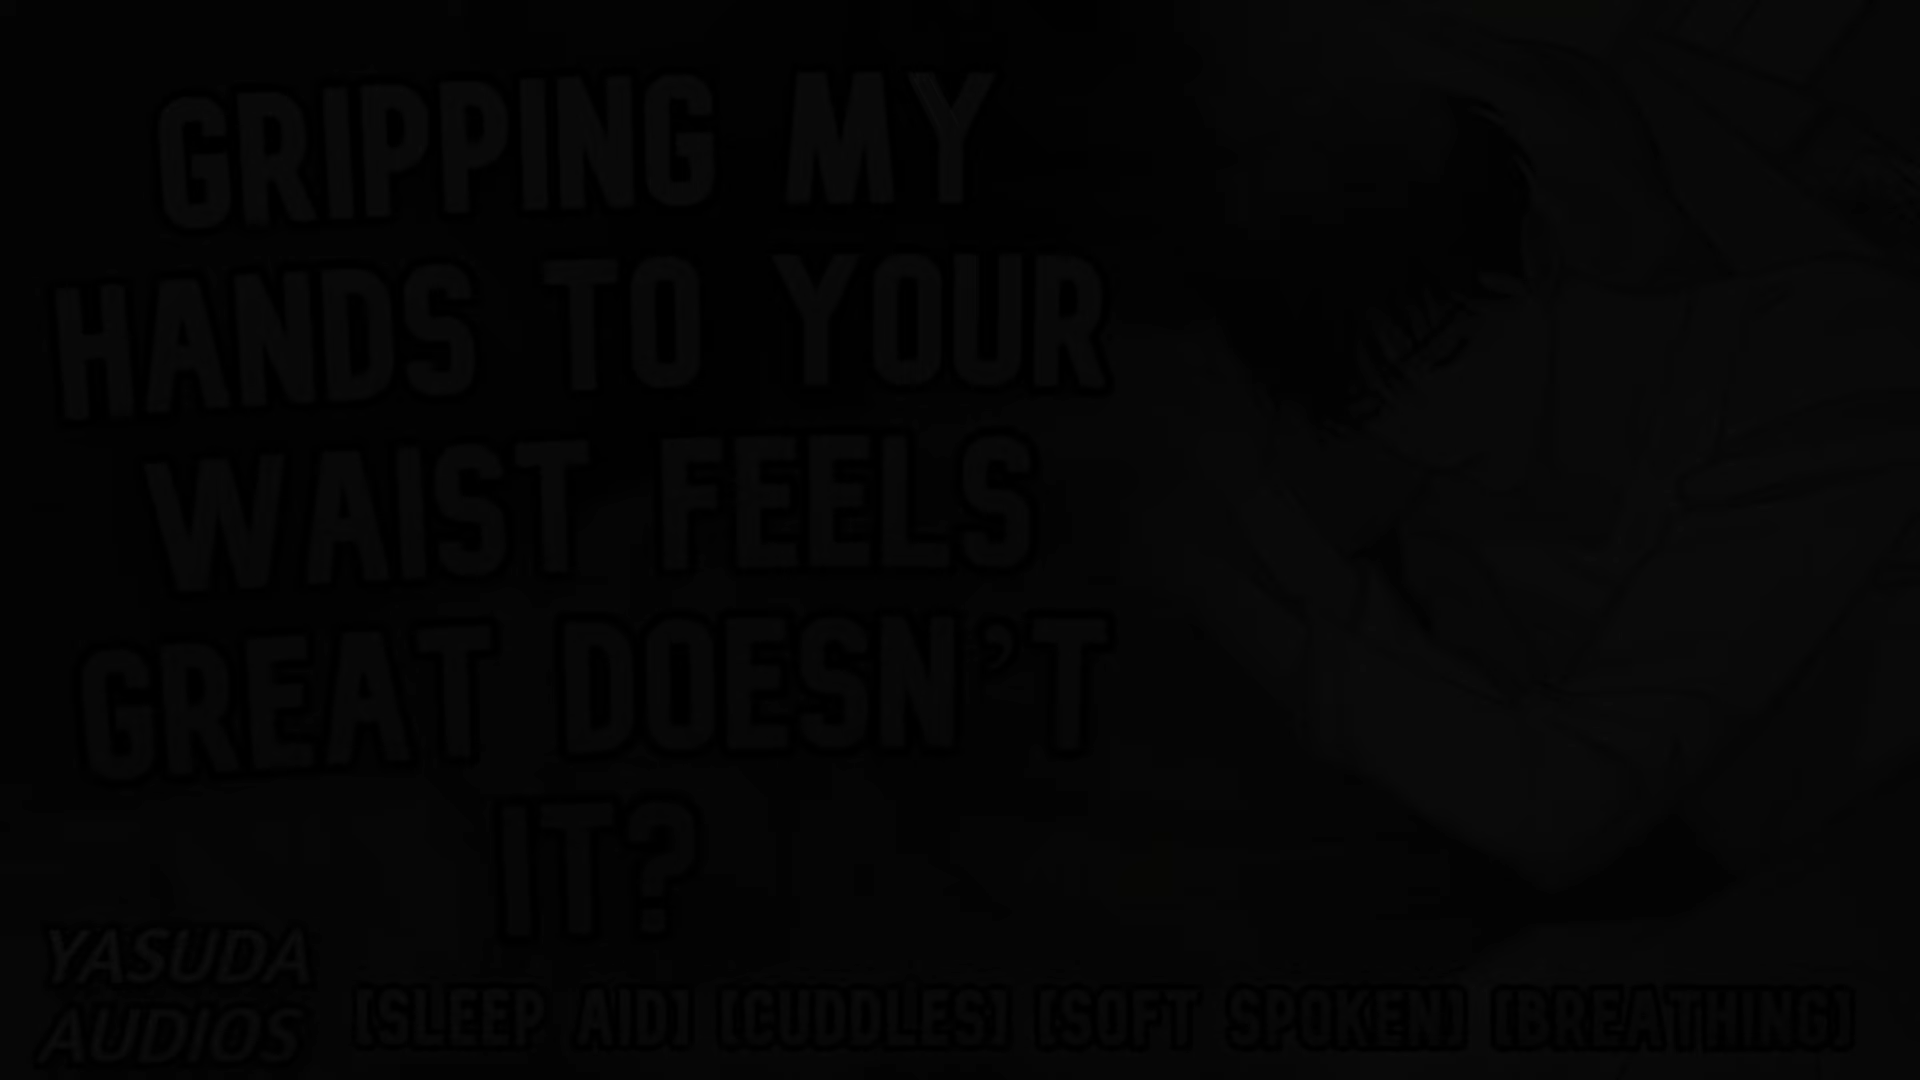 GRIPPING MY
HANDS TO YOUR
WAIST FEELS
GREAT DOESN'T
IT?
YASUDA
AUDIOS
[SLEEP AID] [CUDDLES] [SOFT SPOKEN] [BREATHING]